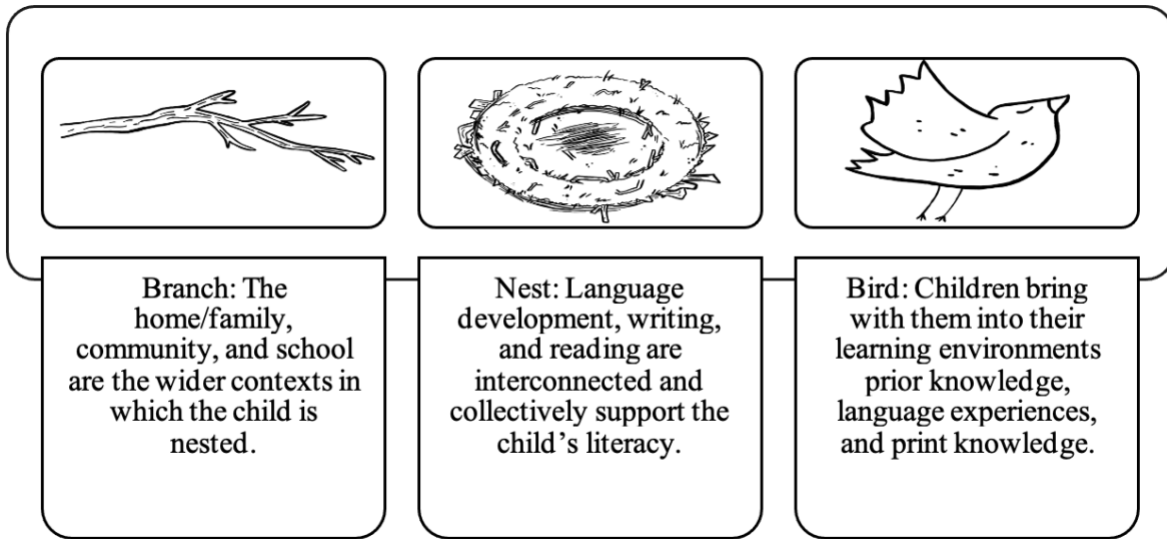 Branch: The
home/family,
community, and school
are the wider contexts in
which the child is
nested.
Nest: Language
development, writing,
and reading are
interconnected and
collectively support the
child’s literacy.
Bird: Children bring
with them into their
learning environments
prior knowledge,
language experiences,
and print knowledge.